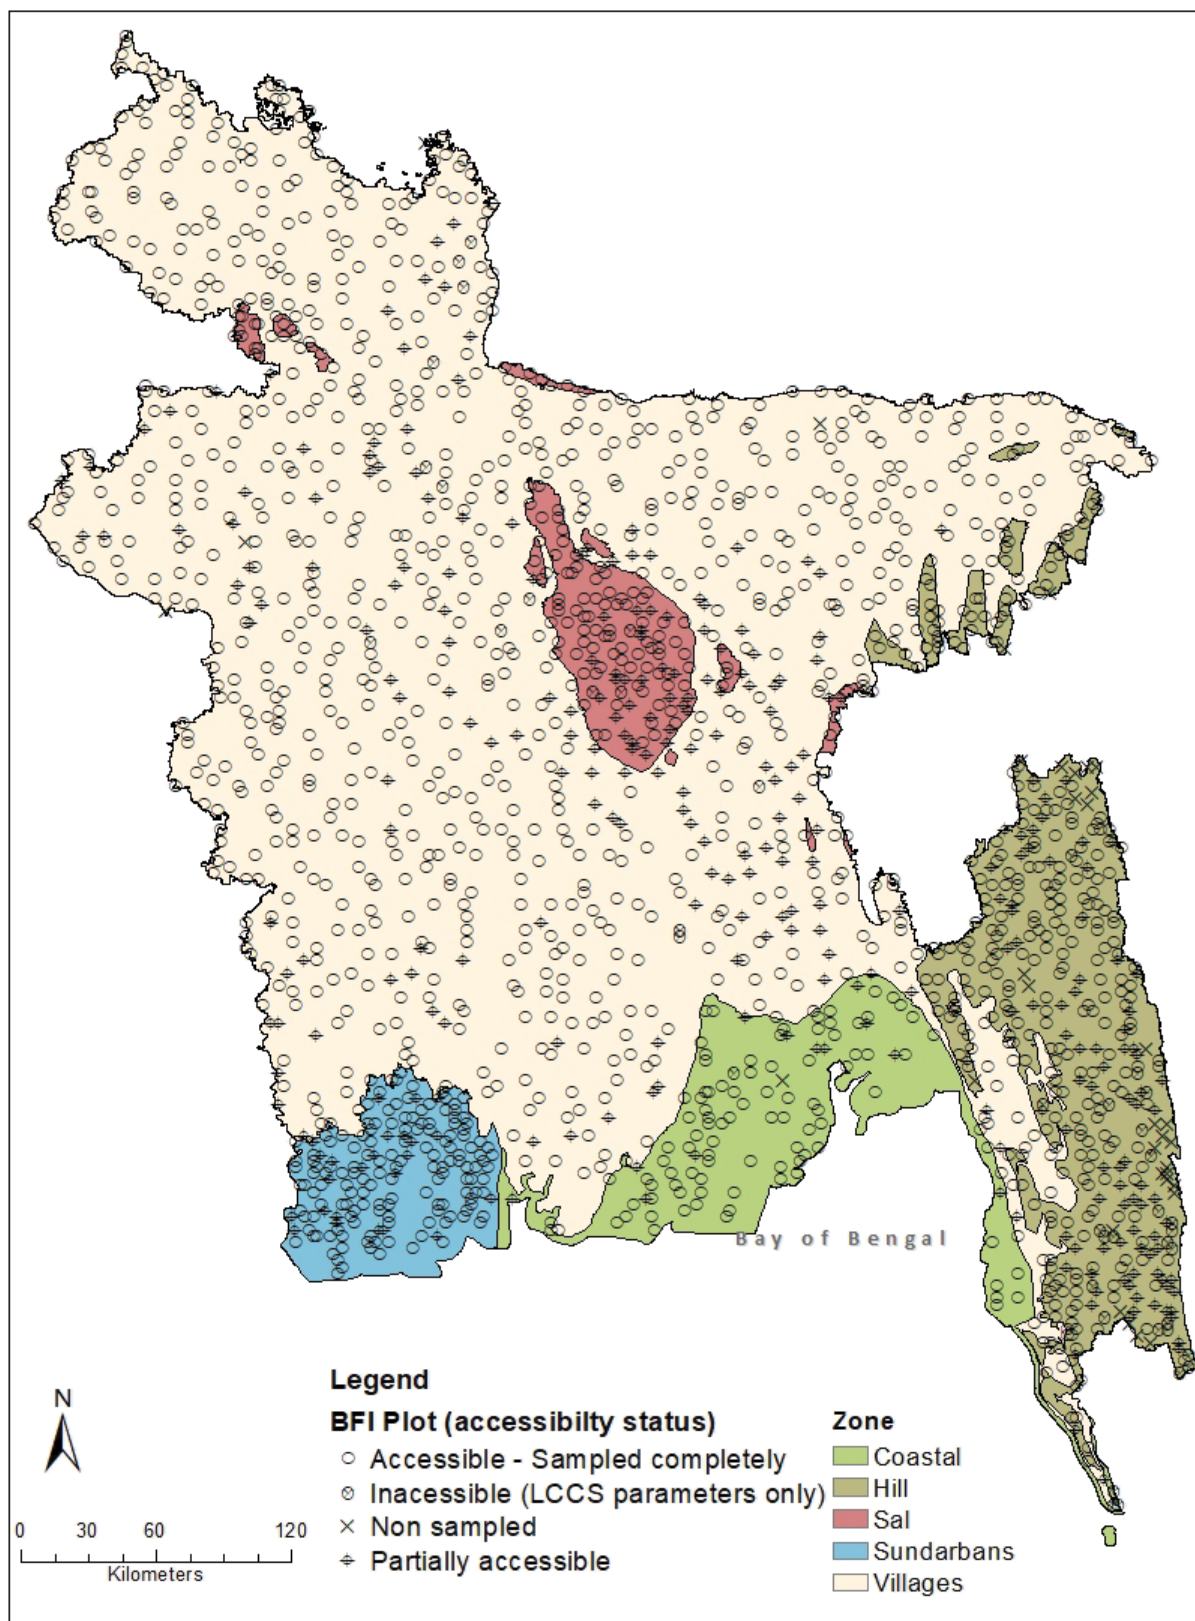 Bay of Bengal
Legend
BFI Plot (accessibilty status)
Accessible - Sampled completely
Inacessible (LCCS parameters only)
Non sampled
Partially accessible
Zone
Coastal
Hill
Sal
Sundarbans
Villages
N
0 30 60 120
Kilometers